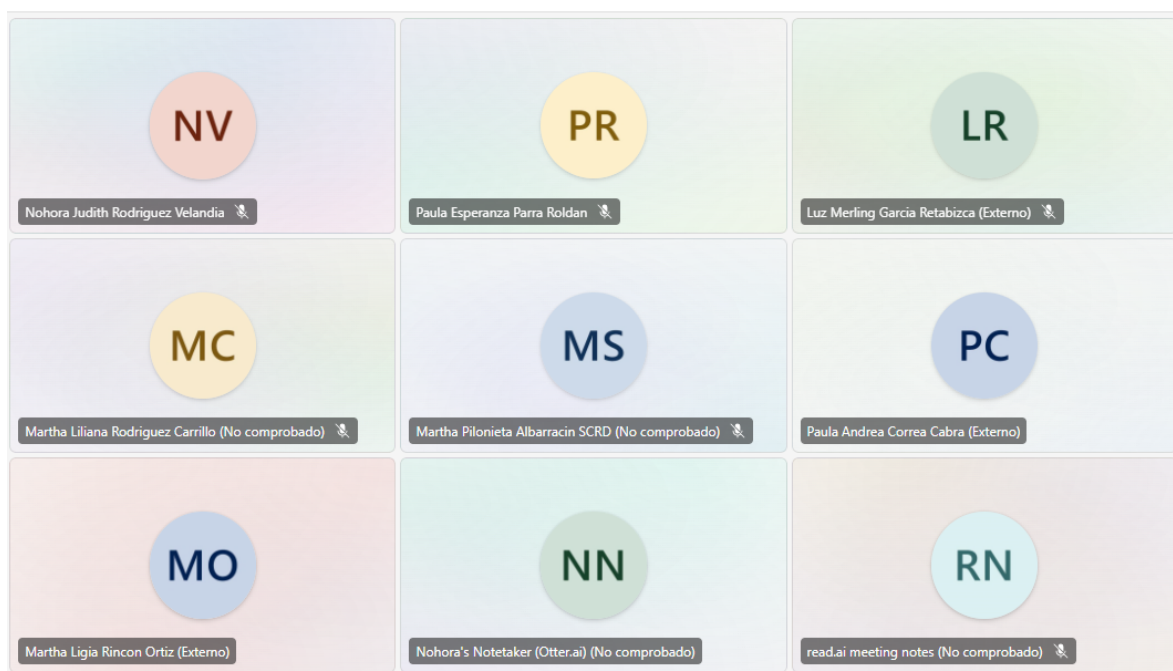 NV
Nohora Judith Rodriguez Velandia
PR
Paula Esperanza Parra Roldan
LR
Luz Merling Garcia Retabizca (Externo)
MC
Martha Liliana Rodriguez Carrillo (No comprobado)
MS
Martha Pilonieta Albarracin SCRD (No comprobado)
PC
Paula Andrea Correa Cabra (Externo)
MO
Martha Ligia Rincon Ortiz (Externo)
NN
Nohora's Notetaker (Otter.ai) (No comprobado)
RN
read.ai meeting notes (No comprobado)